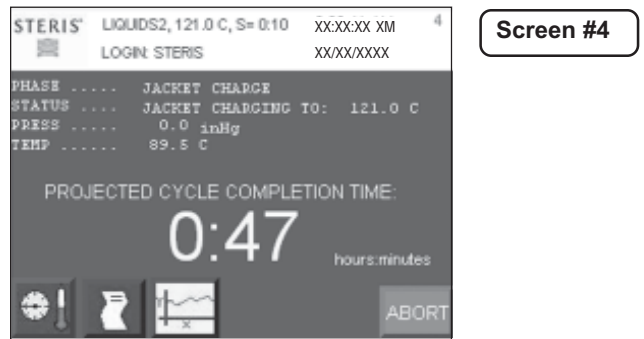 STERIS® LIQUIDS2, 121.0 C, S= 0:10 XX:XX:XX XM 4
LOGIN: STERIS XX/XX/XXXX
Screen #4
PHASE ..... JACKET CHARGE
STATUS .... JACKET CHARGING TO: 121.0 C
PRESS ..... 0.0 inHg
TEMP ...... 89.5 C
PROJECTED CYCLE COMPLETION TIME:
0:47 hours:minutes
X
ABORT